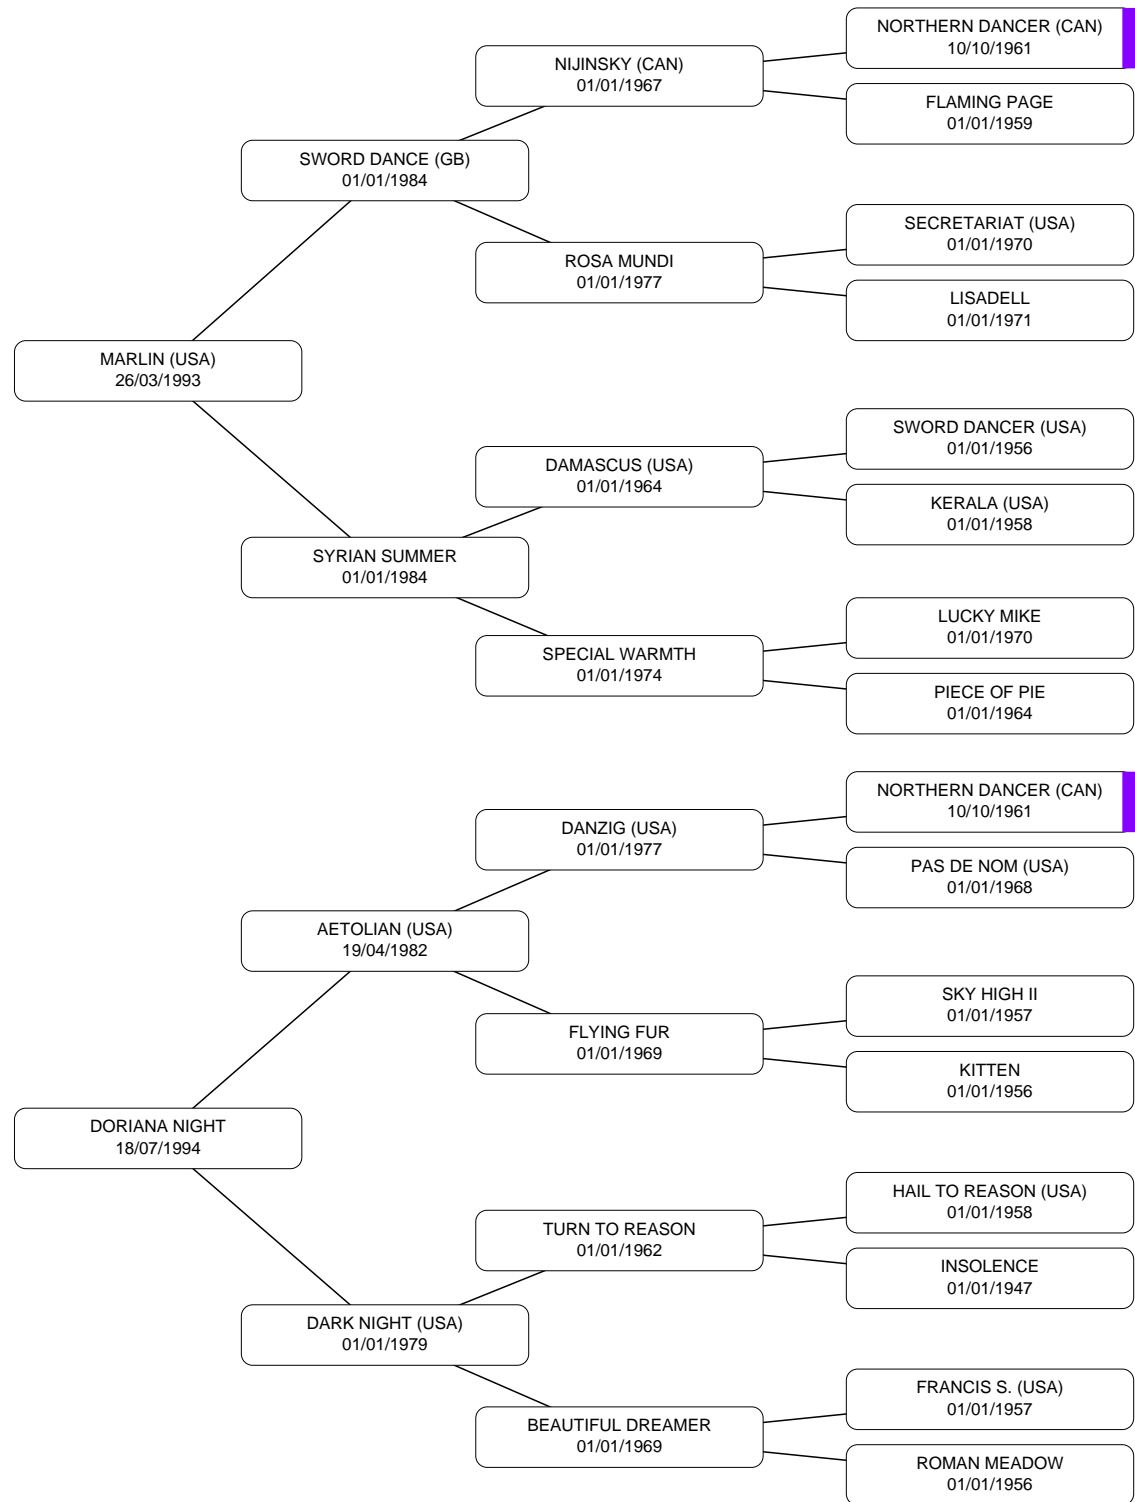 NORTHERN DANCER (CAN)
10/10/1961
NIJINSKY (CAN)
01/01/1967
FLAMING PAGE
01/01/1959
SWORD DANCE (GB)
01/01/1984
SECRETARIAT (USA)
01/01/1970
ROSA MUNDI
01/01/1977
LISADELL
01/01/1971
MARLIN (USA)
26/03/1993
SWORD DANCER (USA)
01/01/1956
DAMASCUS (USA)
01/01/1964
KERALA (USA)
01/01/1958
SYRIAN SUMMER
01/01/1984
LUCKY MIKE
01/01/1970
SPECIAL WARMTH
01/01/1974
PIECE OF PIE
01/01/1964
NORTHERN DANCER (CAN)
10/10/1961
DANZIG (USA)
01/01/1977
PAS DE NOM (USA)
01/01/1968
AETOLIAN (USA)
19/04/1982
SKY HIGH II
01/01/1957
FLYING FUR
01/01/1969
KITTEN
01/01/1956
DORIANA NIGHT
18/07/1994
HAIL TO REASON (USA)
01/01/1958
TURN TO REASON
01/01/1962
INSOLENCE
01/01/1947
DARK NIGHT (USA)
01/01/1979
FRANCIS S. (USA)
01/01/1957
BEAUTIFUL DREAMER
01/01/1969
ROMAN MEADOW
01/01/1956